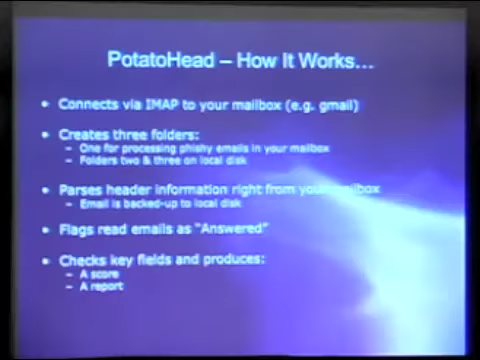 PotatoHead – How It Works…
• Connects via IMAP to your mailbox (e.g. gmail)
• Creates three folders:
– One for processing phishy emails in your mailbox
– Folders two & three on local disk
• Parses header information right from your mailbox
– Email is backed-up to local disk
• Flags read emails as "Answered"
• Checks key fields and produces:
– A score
– A report